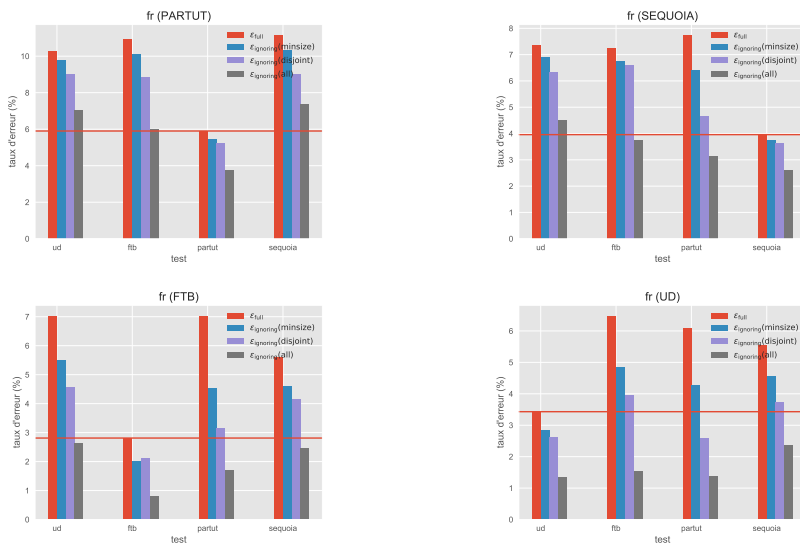 fr (PARTUT)
taux d'erreur (%)
10
8
6
4
2
0
ε_full
ε_ignoring(minsize)
ε_ignoring(disjoint)
ε_ignoring(all)
ud ftb partut sequoia
test
fr (SEQUOIA)
taux d'erreur (%)
8
7
6
5
4
3
2
1
0
ε_full
ε_ignoring(minsize)
ε_ignoring(disjoint)
ε_ignoring(all)
ud ftb partut sequoia
test
fr (FTB)
taux d'erreur (%)
7
6
5
4
3
2
1
0
ε_full
ε_ignoring(minsize)
ε_ignoring(disjoint)
ε_ignoring(all)
ud ftb partut sequoia
test
fr (UD)
taux d'erreur (%)
6
5
4
3
2
1
0
ε_full
ε_ignoring(minsize)
ε_ignoring(disjoint)
ε_ignoring(all)
ud ftb partut sequoia
test